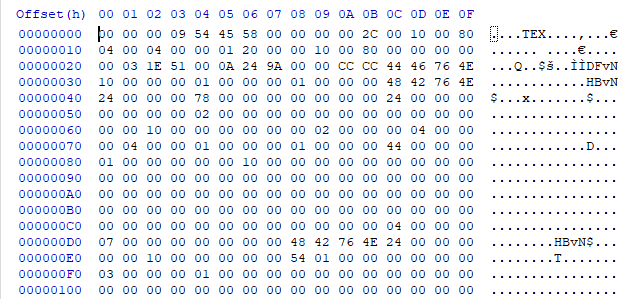 Offset(h) 00 01 02 03 04 05 06 07 08 09 0A 0B 0C 0D 0E 0F
00000000 00 00 00 09 54 45 58 00 00 00 00 2C 00 10 00 80 ....TEX....,...€
00000010 04 00 04 00 00 01 20 00 00 10 00 80 00 00 00 00 ...... ....€....
00000020 00 03 1E 51 00 0A 24 9A 00 00 CC CC 44 46 76 4E ...Q..$š..ÌÌDFvN
00000030 10 00 00 00 01 00 00 00 01 00 00 00 48 42 76 4E ............HBvN
00000040 24 00 00 00 78 00 00 00 00 00 00 00 24 00 00 00 $...x.......$...
00000050 00 00 00 00 02 00 00 00 00 00 00 00 00 00 00 00 ................
00000060 00 00 10 00 00 00 00 00 00 02 00 00 00 04 00 00 ................
00000070 00 04 00 00 01 00 00 00 01 00 00 00 44 00 00 00 ............D...
00000080 01 00 00 00 00 00 10 00 00 00 00 00 00 00 00 00 ................
00000090 00 00 00 00 00 00 00 00 00 00 00 00 00 00 00 00 ................
000000A0 00 00 00 00 00 00 00 00 00 00 00 00 00 00 00 00 ................
000000B0 00 00 00 00 00 00 00 00 00 00 00 00 00 00 00 00 ................
000000C0 00 00 00 00 00 00 00 00 00 00 00 00 04 00 00 00 ................
000000D0 07 00 00 00 00 00 00 00 48 42 76 4E 24 00 00 00 ........HBvN$...
000000E0 00 00 10 00 00 00 00 00 54 01 00 00 00 00 00 00 ........T.......
000000F0 03 00 00 00 01 00 00 00 00 00 00 00 00 00 00 00 ................
00000100 00 00 00 00 00 00 00 00 00 00 00 00 00 00 00 00 ................